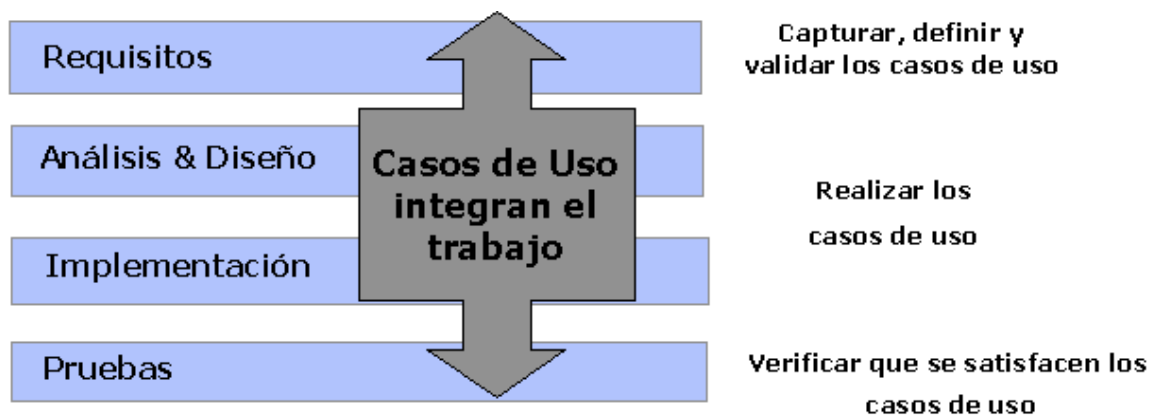 Requisitos
Capturar, definir y
validar los casos de uso
Análisis & Diseño
Casos de Uso
integran el
trabajo
Realizar los
casos de uso
Implementación
Pruebas
Verificar que se satisfacen los
casos de uso